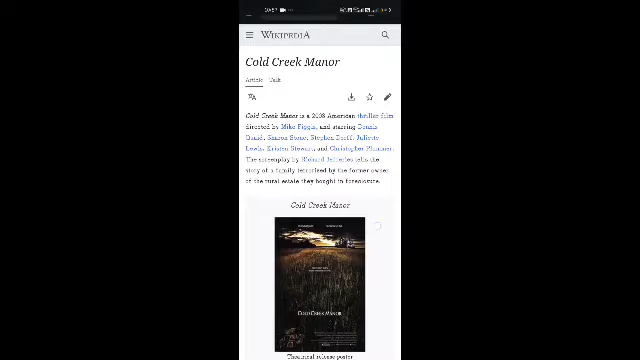 WIKIPEDIA
Cold Creek Manor
Article Talk
Cold Creek Manor is a 2003 American thriller film
directed by Mike Figgis, and starring Dennis
Quaid, Sharon Stone, Stephen Dorff, Juliette
Lewis, Kristen Stewart, and Christopher Plummer.
The screenplay by Richard Jefferies tells the
story of a family terrorized by the former owner
of the rural estate they bought in foreclosure.
Cold Creek Manor
COLD CREEK MANOR
Theatrical release poster